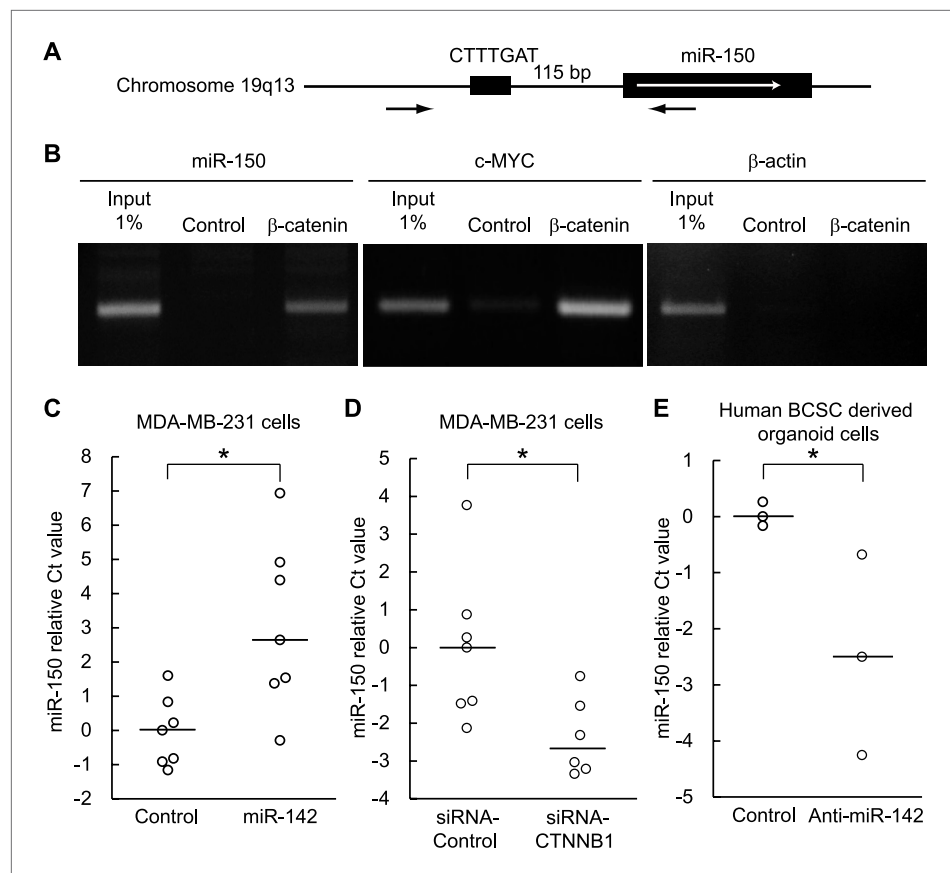 A
CTTTGAT
miR-150
115 bp
Chromosome 19q13
B
miR-150
c-MYC
β-actin
Input 1%
Control
β-catenin
Input 1%
Control
β-catenin
Input 1%
Control
β-catenin
C
MDA-MB-231 cells
*
miR-150 relative Ct value
8
7
6
5
4
3
2
1
0
-1
-2
Control
miR-142
D
MDA-MB-231 cells
*
miR-150 relative Ct value
5
4
3
2
1
0
-1
-2
-3
4
siRNA-
Control
siRNA-
CTNNB1
E
Human BCSC derived
organoid cells
*
miR-150 relative Ct value
1
0
-1
-2
-3
-4
-5
Control
Anti-miR-142